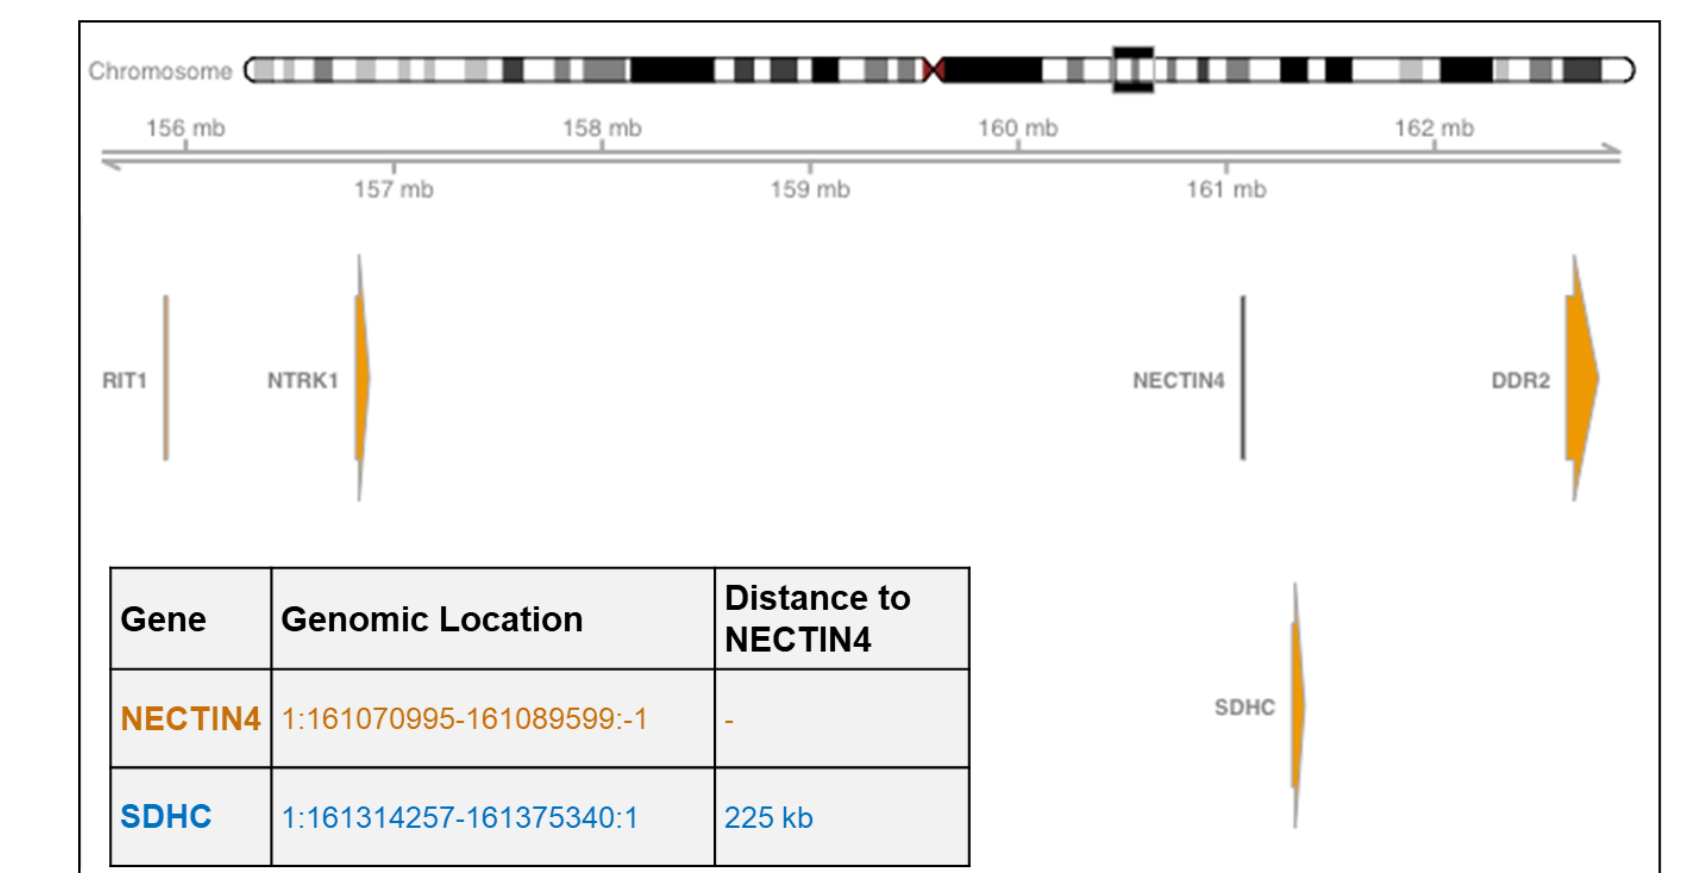 Chromosome
156 mb 158 mb 160 mb 162 mb
157 mb 159 mb 161 mb
RIT1 NTRK1 NECTIN4 DDR2
SDHC
Gene Genomic Location Distance to NECTIN4
NECTIN4 1:161070995-161089599:-1 -
SDHC 1:161314257-161375340:1 225 kb